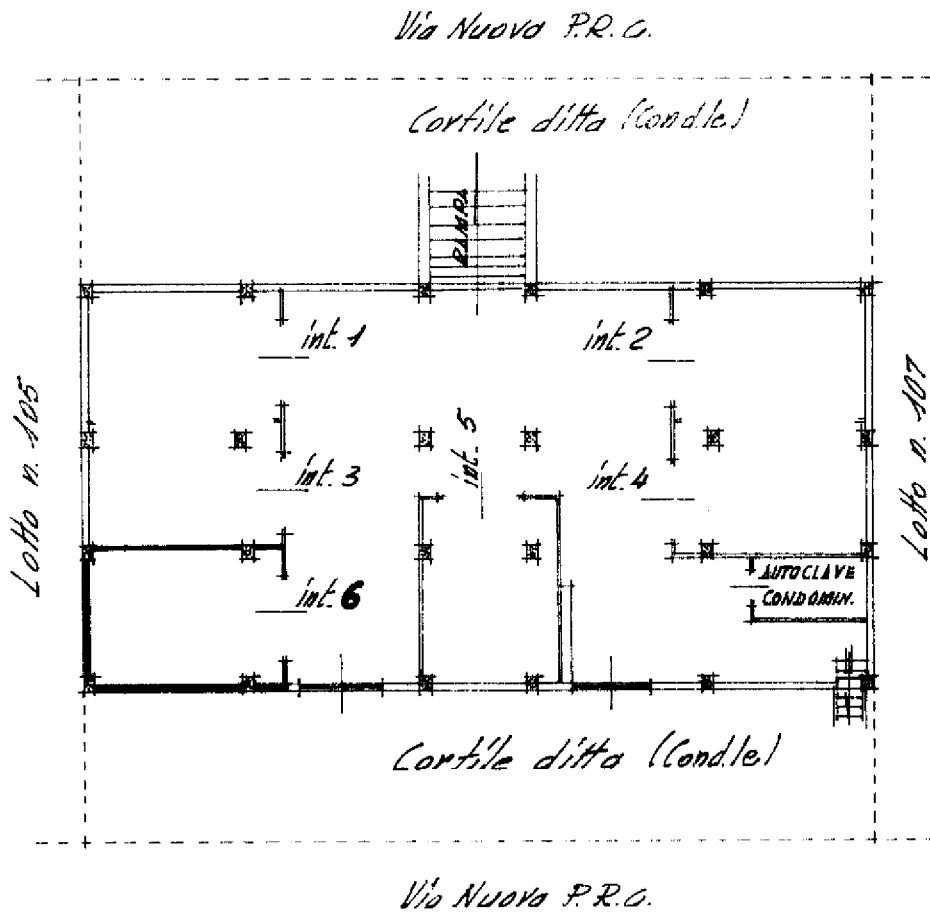 Via Nuova P.R.G.
Cortile ditta (Cond.le)
RAMPA
int. 1
int. 2
Lotto n. 105
Lotto n. 107
int. 3
int. 5
int. 4
int. 6
AUTOCLAVE
CONDOMIN.
Cortile ditta (Cond.le)
Via Nuova P.R.G.